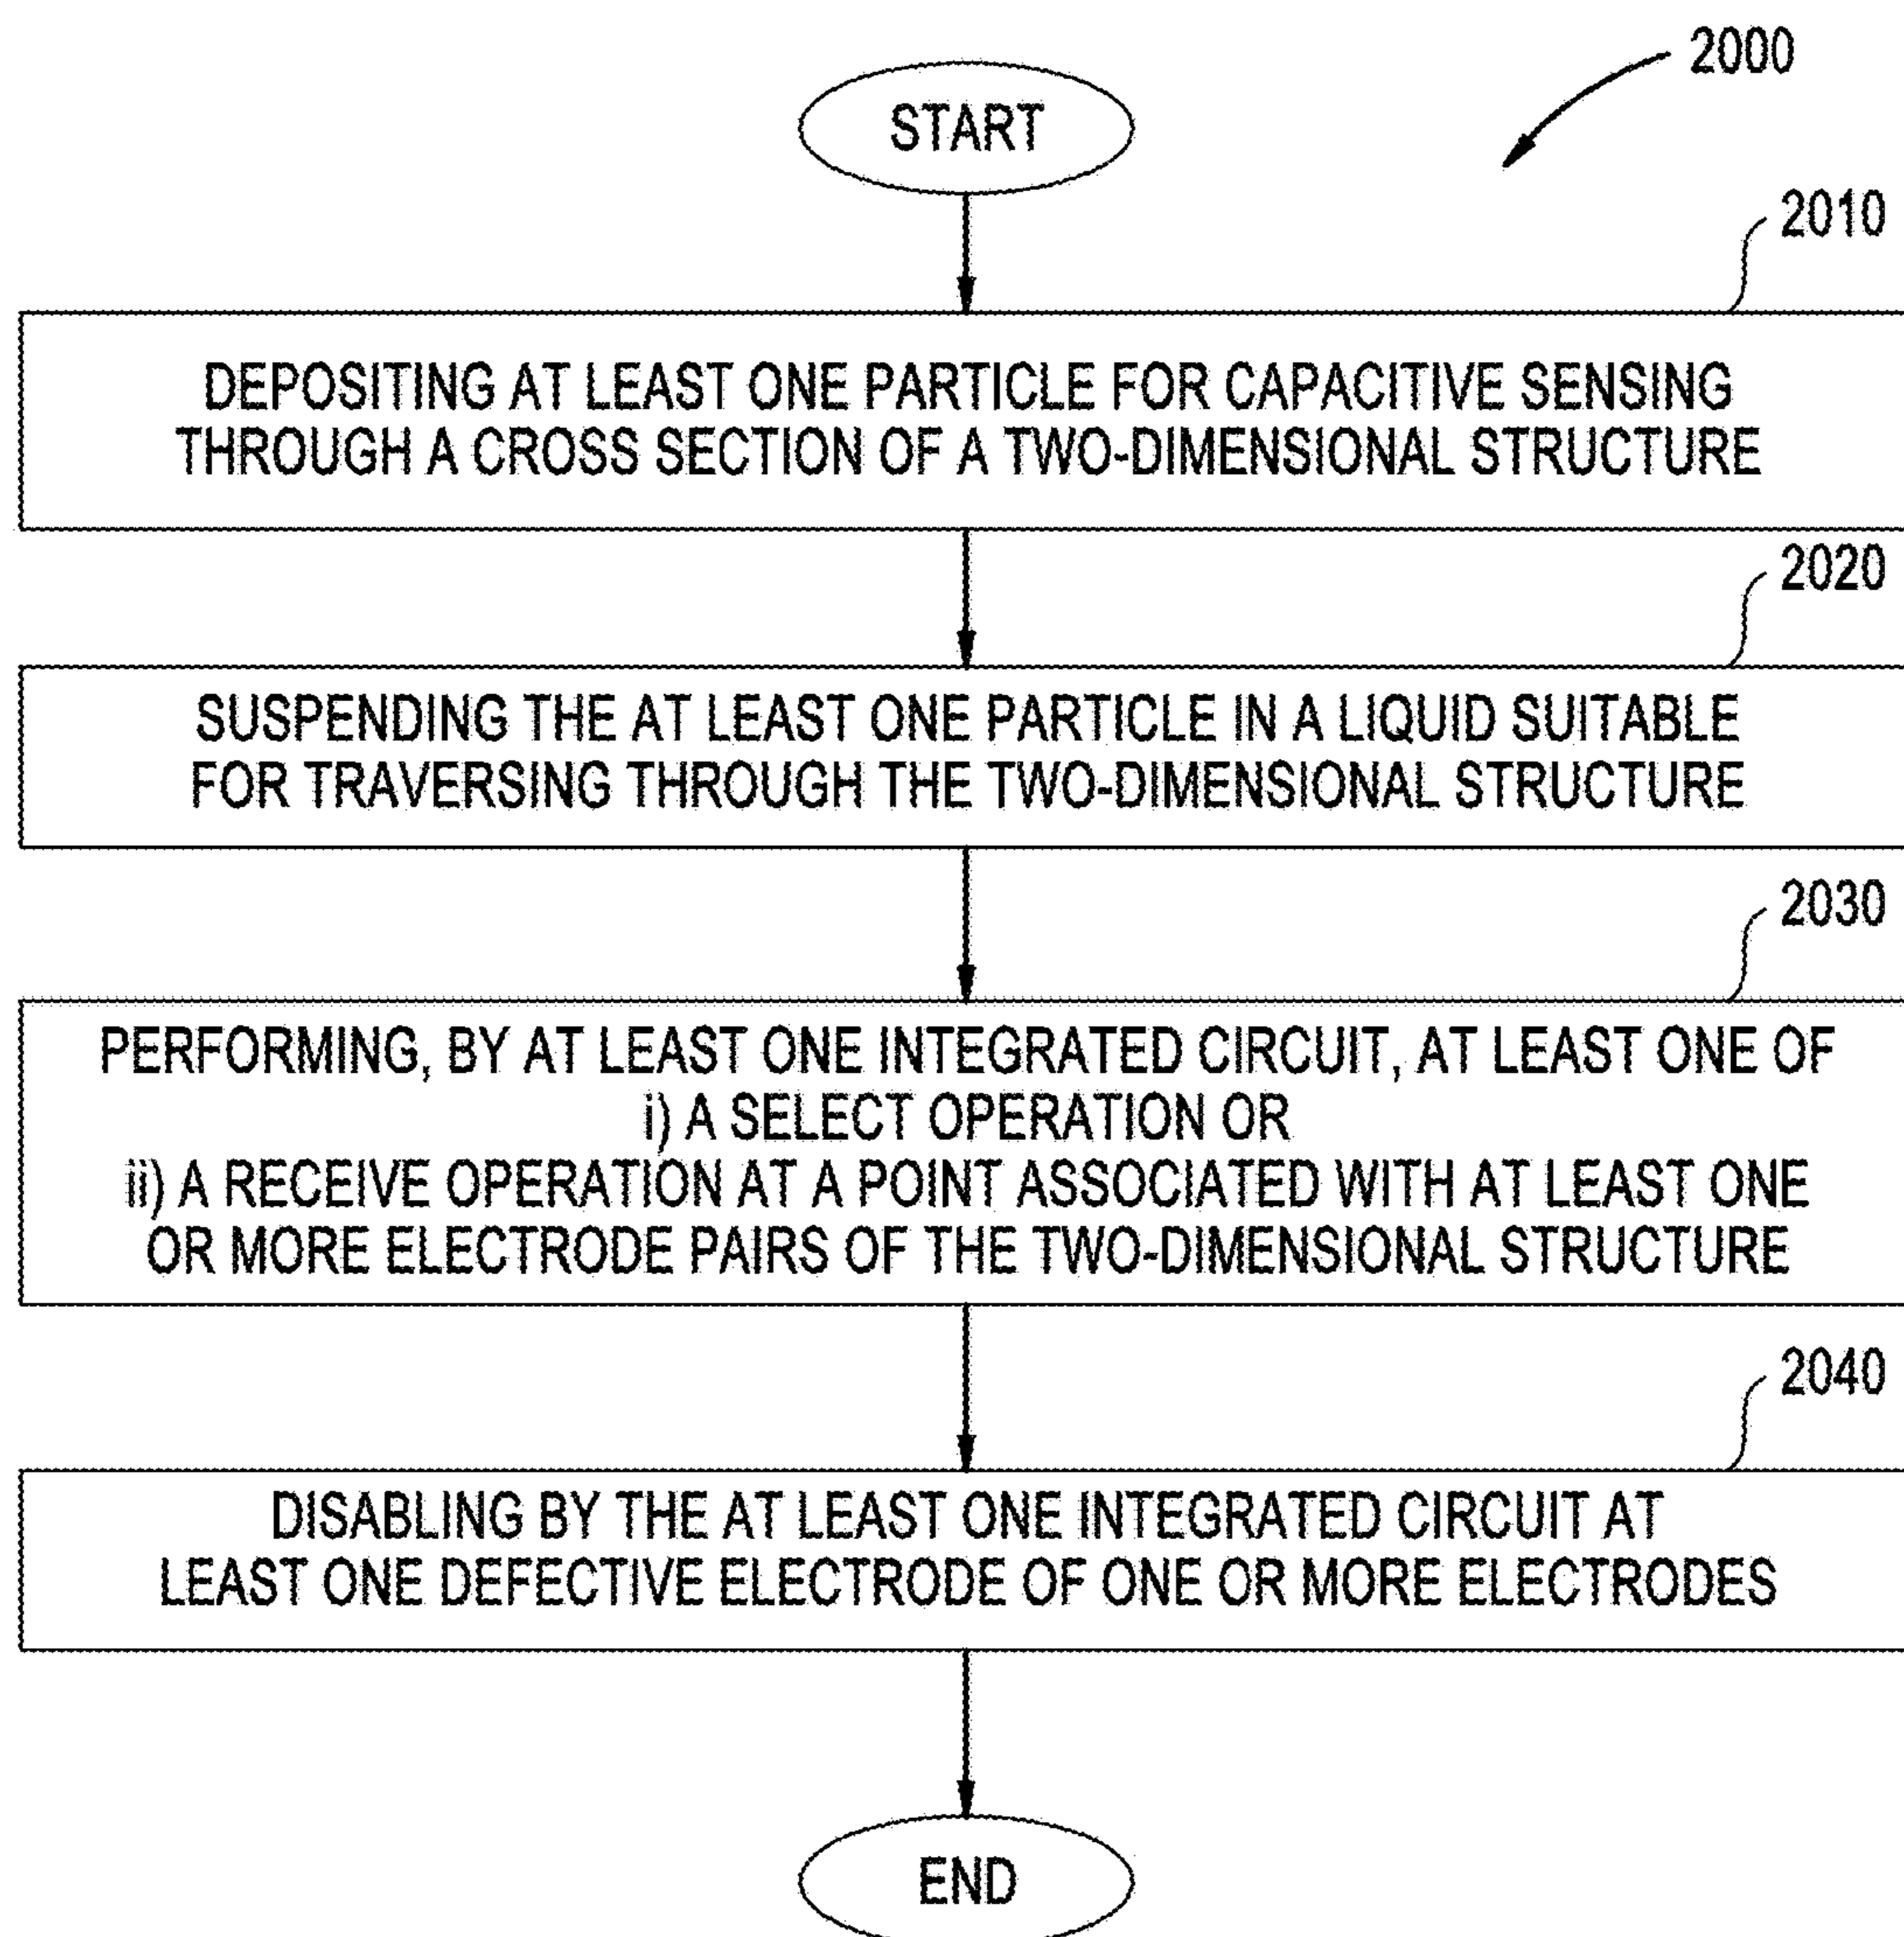 2000
START
2010
DEPOSITING AT LEAST ONE PARTICLE FOR CAPACITIVE SENSING
THROUGH A CROSS SECTION OF A TWO-DIMENSIONAL STRUCTURE
2020
SUSPENDING THE AT LEAST ONE PARTICLE IN A LIQUID SUITABLE
FOR TRAVERSING THROUGH THE TWO-DIMENSIONAL STRUCTURE
2030
PERFORMING, BY AT LEAST ONE INTEGRATED CIRCUIT, AT LEAST ONE OF
i) A SELECT OPERATION OR
ii) A RECEIVE OPERATION AT A POINT ASSOCIATED WITH AT LEAST ONE
OR MORE ELECTRODE PAIRS OF THE TWO-DIMENSIONAL STRUCTURE
2040
DISABLING BY THE AT LEAST ONE INTEGRATED CIRCUIT AT
LEAST ONE DEFECTIVE ELECTRODE OF ONE OR MORE ELECTRODES
END